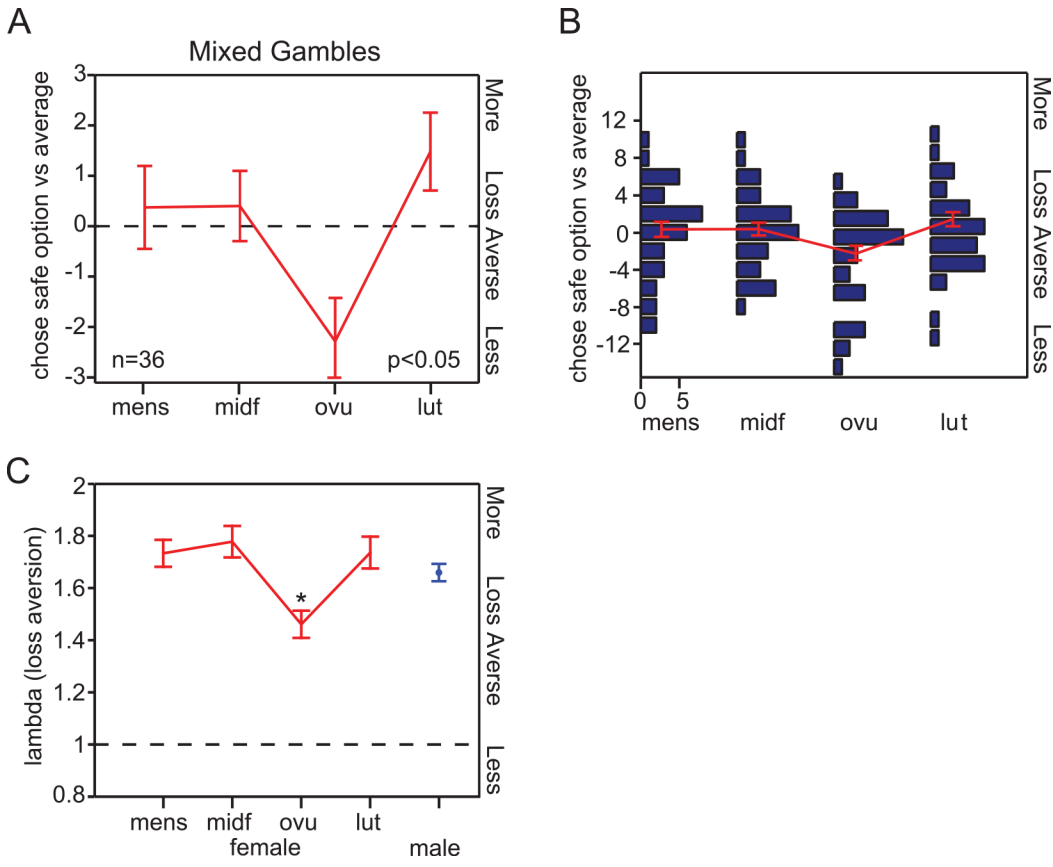 A
Mixed Gambles
chose safe option vs average
3
2
1
0
-1
-2
-3
n=36
p<0.05
mens midf ovu lut
More
Loss Averse
Less
B
chose safe option vs average
12
8
4
0
-4
-8
-12
0 5
mens midf ovu lut
More
Loss Averse
Less
C
lambda (loss aversion)
2
1.8
1.6
1.4
1.2
1
0.8
*
mens midf ovu lut
female male
More
Loss Averse
Less